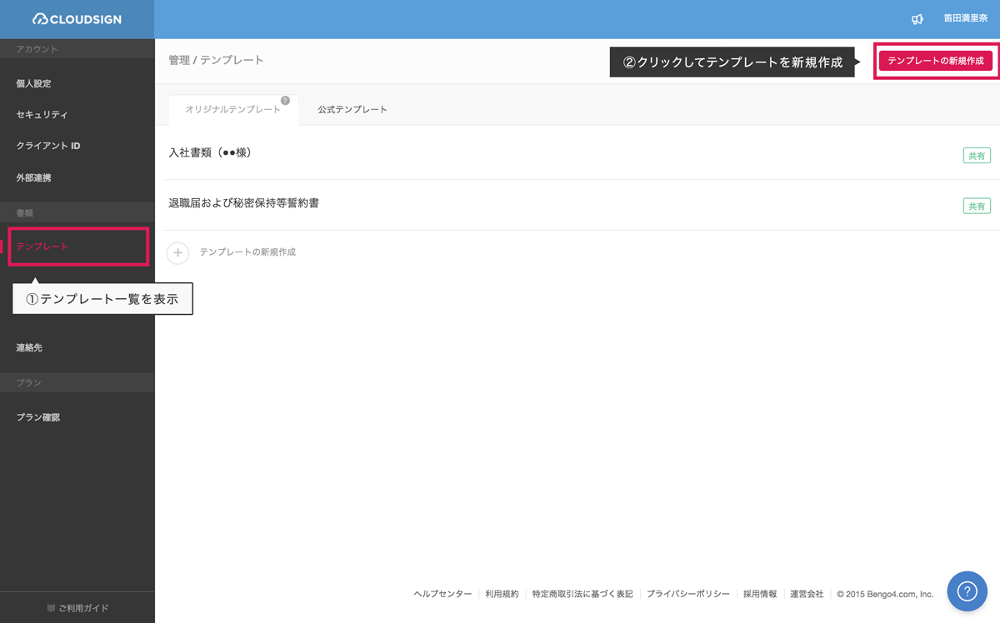 CLOUDSIGN
笛田満里奈
アカウント
個人設定
セキュリティ
クライアント ID
外部連携
書類
テンプレート
①テンプレート一覧を表示
連絡先
プラン
プラン確認
ご利用ガイド
管理 / テンプレート
②クリックしてテンプレートを新規作成
テンプレートの新規作成
オリジナルテンプレート ?
公式テンプレート
入社書類（●●様）
共有
退職届および秘密保持等誓約書
共有
+ テンプレートの新規作成
ヘルプセンター 利用規約 特定商取引法に基づく表記 プライバシーポリシー 採用情報 運営会社 © 2015 Bengo4.com, Inc.
?